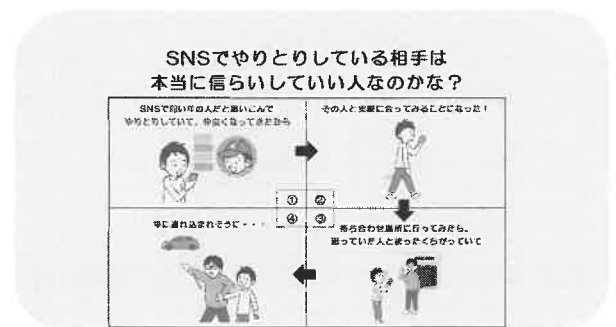 SNSでやりとりしている相手は
本当に信らいしていい人なのかな？
SNSで同い年の人だと思いこんで
やりとりしていて、仲良くなってきたから
その人と実際に会ってみることになった！
① ②
④ ③
車に連れ込まれそうに・・・
待ち合わせ場所に行ってみたら、
思っていた人とまったくちがっていて